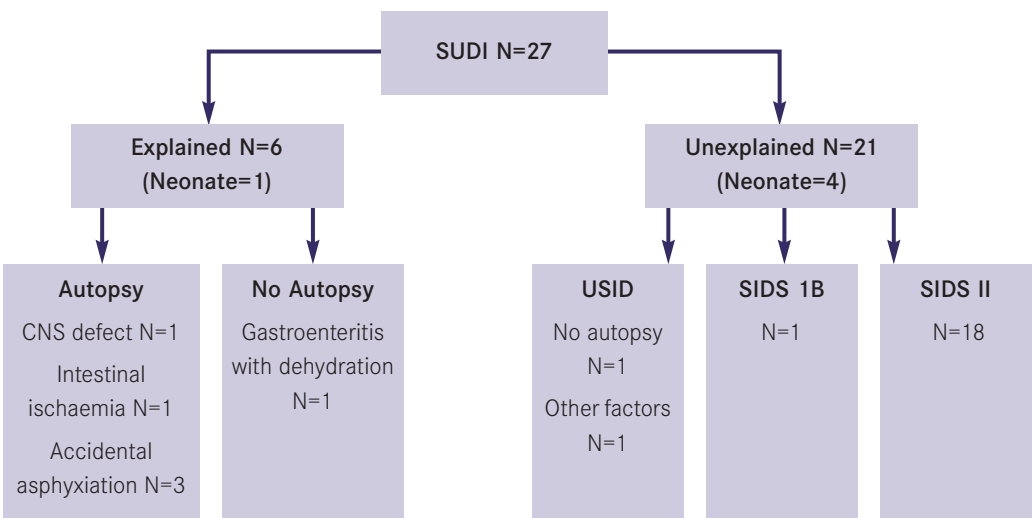 SUDI N=27
Explained N=6
(Neonate=1)
Unexplained N=21
(Neonate=4)
Autopsy
CNS defect N=1
Intestinal
ischaemia N=1
Accidental
asphyxiation N=3
No Autopsy
Gastroenteritis
with dehydration
N=1
USID
No autopsy
N=1
Other factors
N=1
SIDS 1B
N=1
SIDS II
N=18